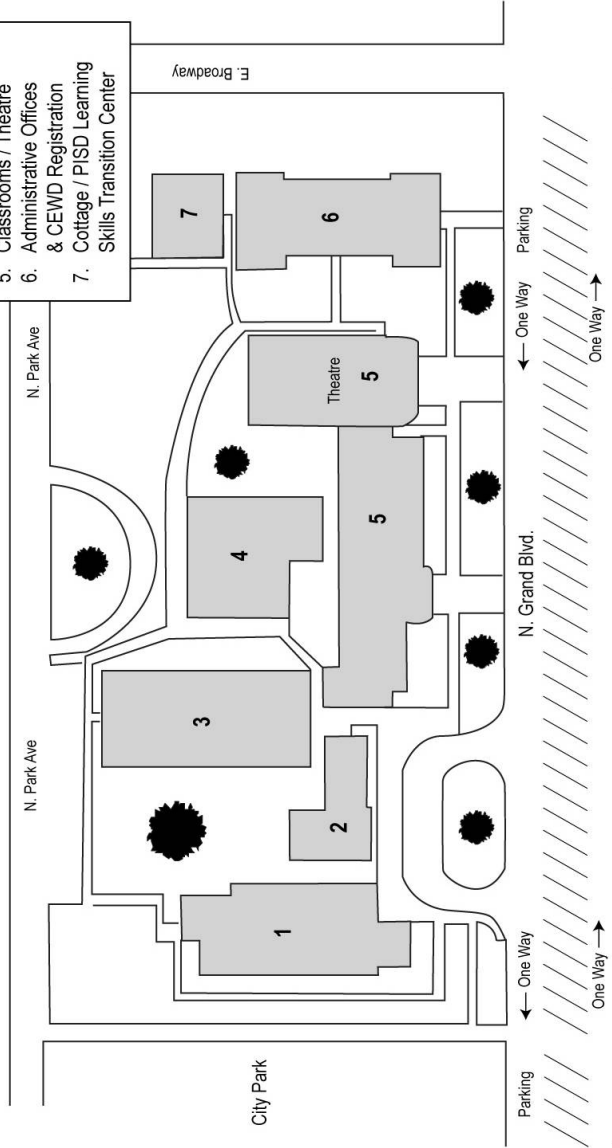 5. Classrooms / Theatre
6. Administrative Offices
& CEWD Registration
7. Cottage / PISD Learning
Skills Transition Center
E. Broadway
N. Park Ave
N. Park Ave
7
6
Theatre
5
5
4
3
2
1
City Park
N. Grand Blvd.
Parking
← One Way
One Way →
← One Way
One Way →
Parking